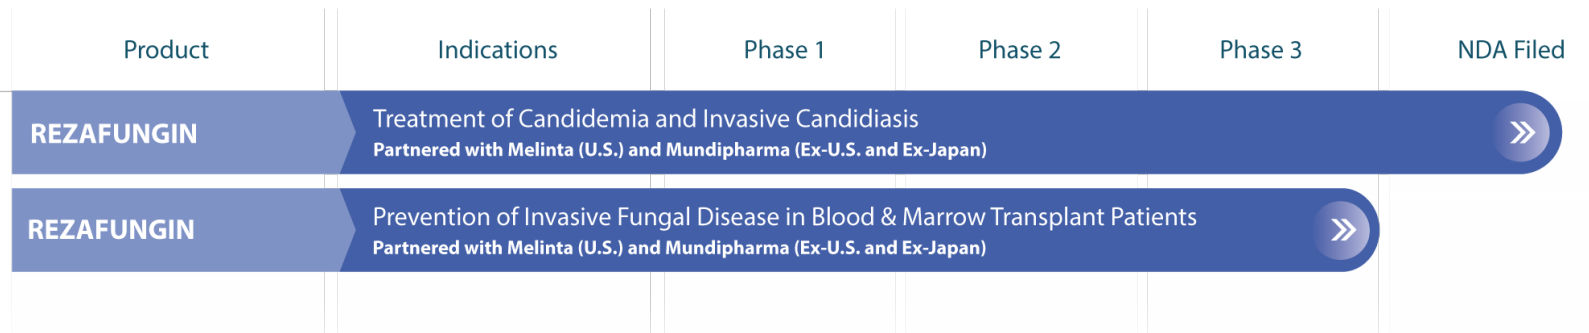 Product Indications Phase 1 Phase 2 Phase 3 NDA Filed
REZAFUNGIN
Treatment of Candidemia and Invasive Candidiasis
Partnered with Melinta (U.S.) and Mundipharma (Ex-U.S. and Ex-Japan)
REZAFUNGIN
Prevention of Invasive Fungal Disease in Blood & Marrow Transplant Patients
Partnered with Melinta (U.S.) and Mundipharma (Ex-U.S. and Ex-Japan)